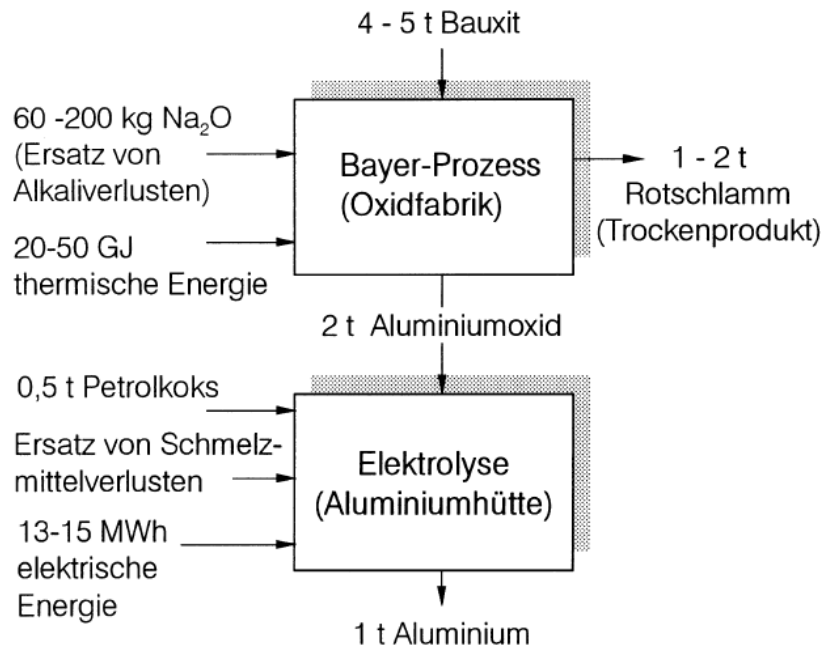 4 - 5 t Bauxit
60 -200 kg Na₂O
(Ersatz von
Alkaliverlusten)
20-50 GJ
thermische Energie
Bayer-Prozess
(Oxidfabrik)
1 - 2 t
Rotschlamm
(Trockenprodukt)
2 t Aluminiumoxid
0,5 t Petrolkoks
Ersatz von Schmelz-
mittelverlusten
13-15 MWh
elektrische
Energie
Elektrolyse
(Aluminiumhütte)
1 t Aluminium